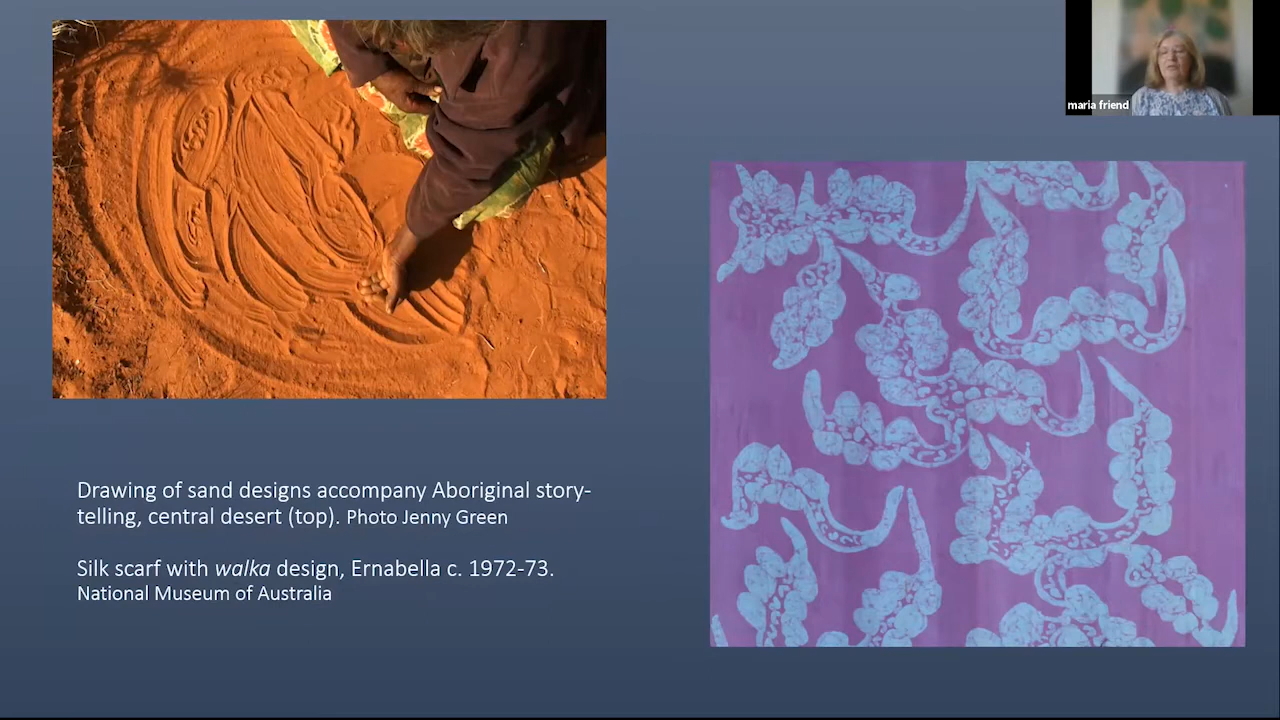 maria friend
Drawing of sand designs accompany Aboriginal story-
telling, central desert (top). Photo Jenny Green
Silk scarf with walka design, Ernabella c. 1972-73.
National Museum of Australia